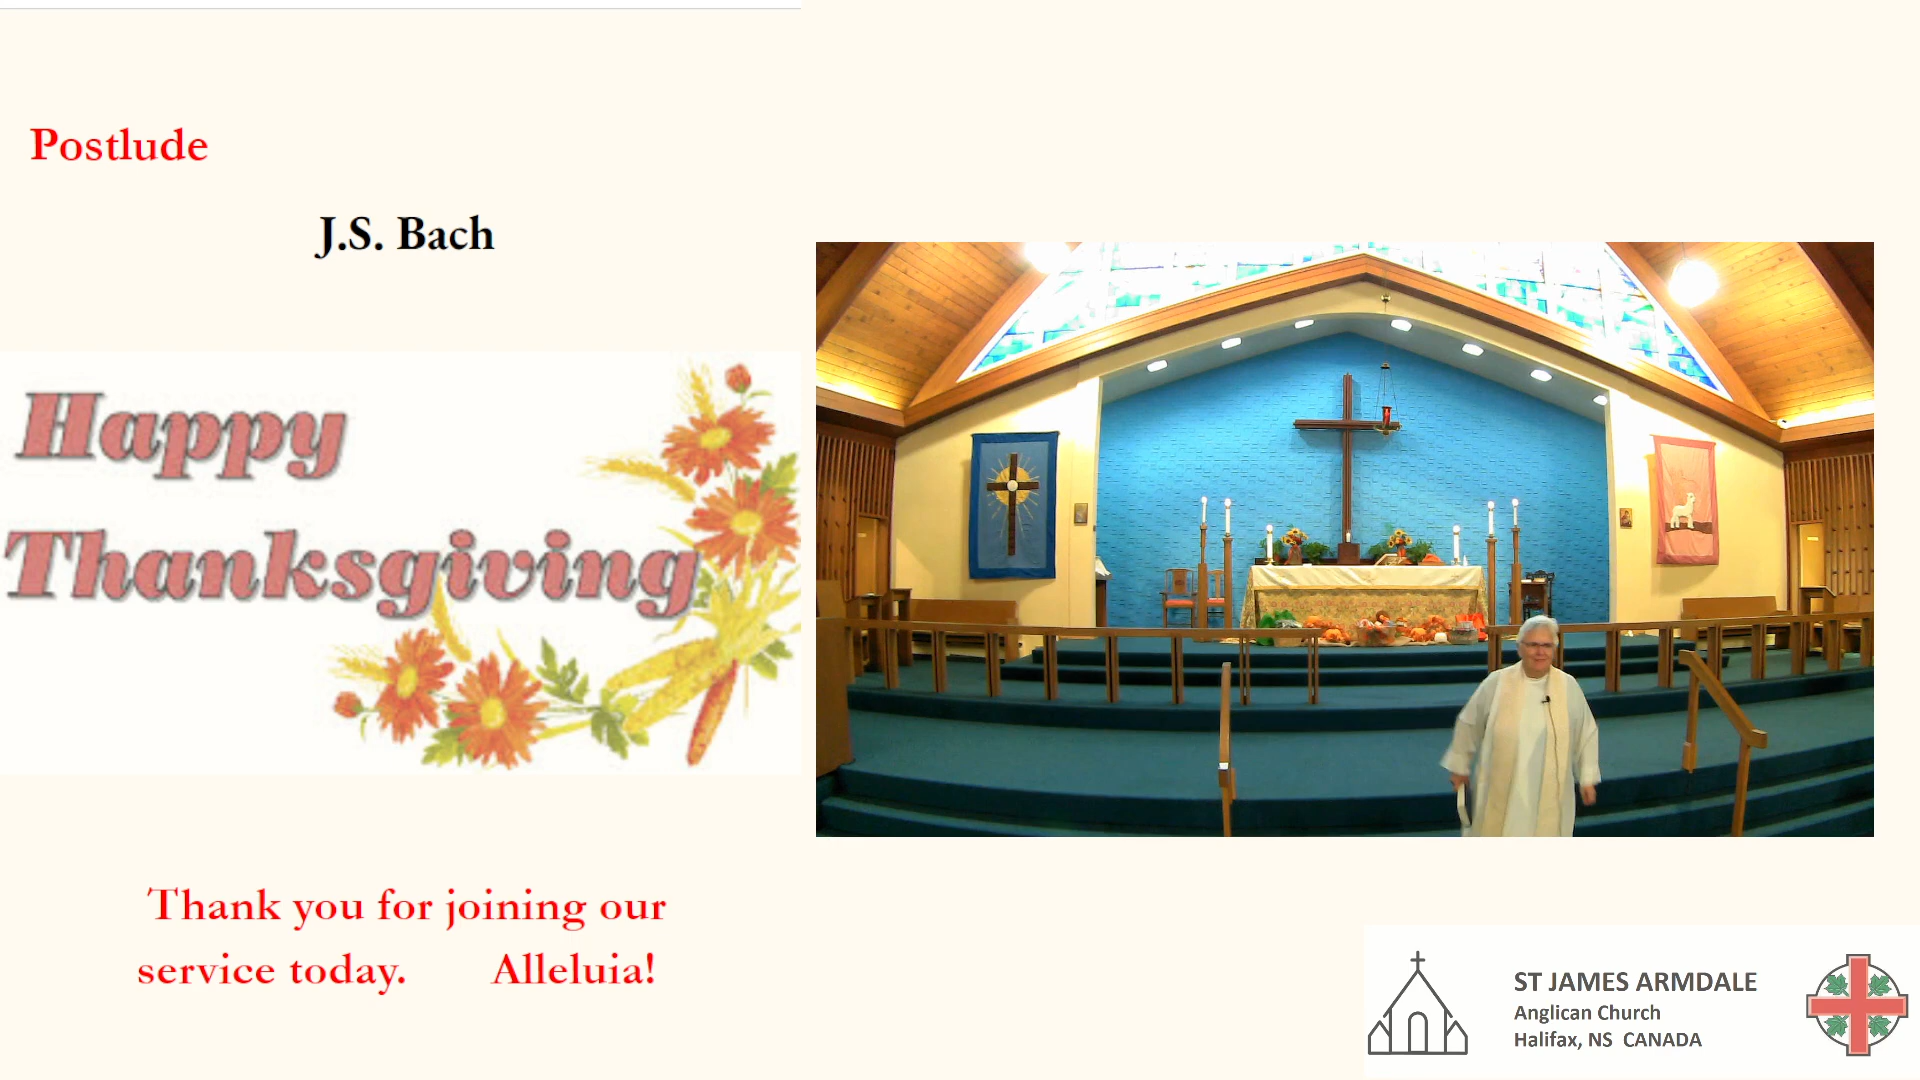 Postlude
J.S. Bach
Happy
Thanksgiving
Thank you for joining our
service today. Alleluia!
ST JAMES ARMDALE
Anglican Church
Halifax, NS CANADA